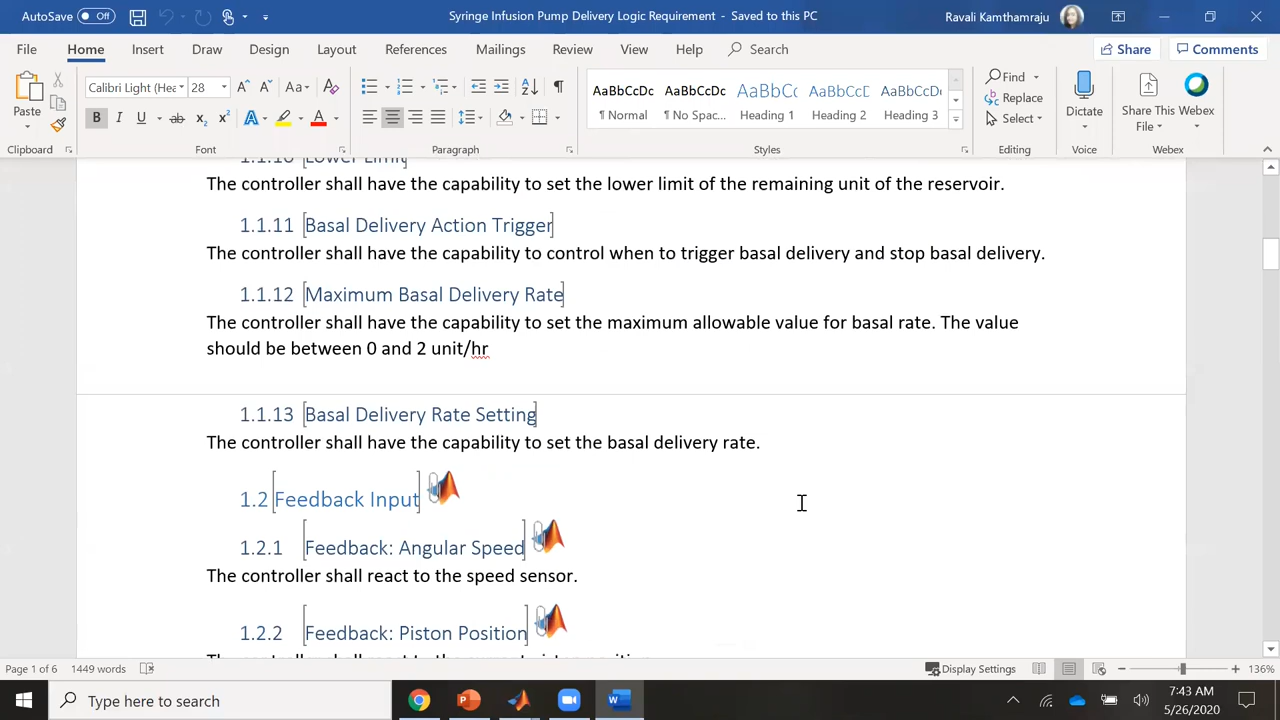 AutoSave Off Syringe Infusion Pump Delivery Logic Requirement - Saved to this PC Ravali Kamthamraju
File Home Insert Draw Design Layout References Mailings Review View Help Search Share Comments
Paste
Clipboard
Calibri Light (Hea 28
Font
Paragraph
AaBbCcDc AaBbCcDc AaBbCc AaBbCcD AaBbCcD
¶ Normal ¶ No Spac... Heading 1 Heading 2 Heading 3
Styles
Find
Replace
Select
Editing
Dictate
Voice
Share This File
Webex
Webex
1.1.10 Lower Limit
The controller shall have the capability to set the lower limit of the remaining unit of the reservoir.
1.1.11 Basal Delivery Action Trigger
The controller shall have the capability to control when to trigger basal delivery and stop basal delivery.
1.1.12 Maximum Basal Delivery Rate
The controller shall have the capability to set the maximum allowable value for basal rate. The value
should be between 0 and 2 unit/hr
1.1.13 Basal Delivery Rate Setting
The controller shall have the capability to set the basal delivery rate.
1.2 Feedback Input
1.2.1 Feedback: Angular Speed
The controller shall react to the speed sensor.
1.2.2 Feedback: Piston Position
Page 1 of 6 1449 words Display Settings 136%
Type here to search
7:43 AM
5/26/2020